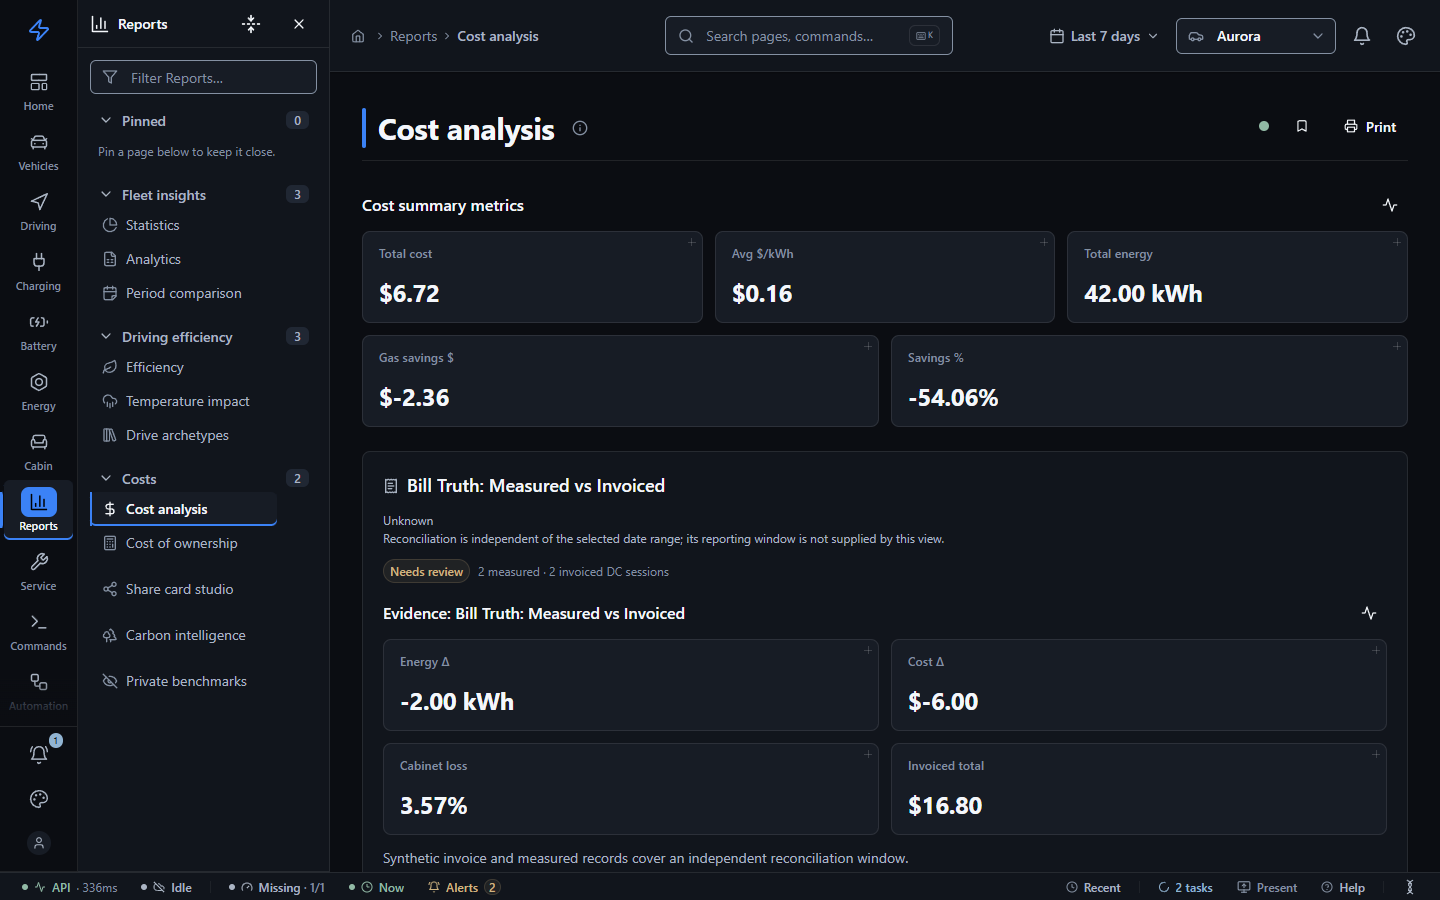 Home
Vehicles
Driving
Charging
Battery
Energy
Cabin
Reports
Service
Commands
Automation
1
Reports
Filter Reports...
Pinned 0
Pin a page below to keep it close.
Fleet insights 3
Statistics
Analytics
Period comparison
Driving efficiency 3
Efficiency
Temperature impact
Drive archetypes
Costs 2
Cost analysis
Cost of ownership
Share card studio
Carbon intelligence
Private benchmarks
Reports Cost analysis
Search pages, commands... K
Last 7 days
Aurora
Cost analysis
Print
Cost summary metrics
Total cost
$6.72
Avg $/kWh
$0.16
Total energy
42.00 kWh
Gas savings $
$-2.36
Savings %
-54.06%
Bill Truth: Measured vs Invoiced
Unknown
Reconciliation is independent of the selected date range; its reporting window is not supplied by this view.
Needs review 2 measured · 2 invoiced DC sessions
Evidence: Bill Truth: Measured vs Invoiced
Energy Δ
-2.00 kWh
Cost Δ
$-6.00
Cabinet loss
3.57%
Invoiced total
$16.80
Synthetic invoice and measured records cover an independent reconciliation window.
API · 336ms Idle Missing · 1/1 Now Alerts 2 Recent 2 tasks Present Help